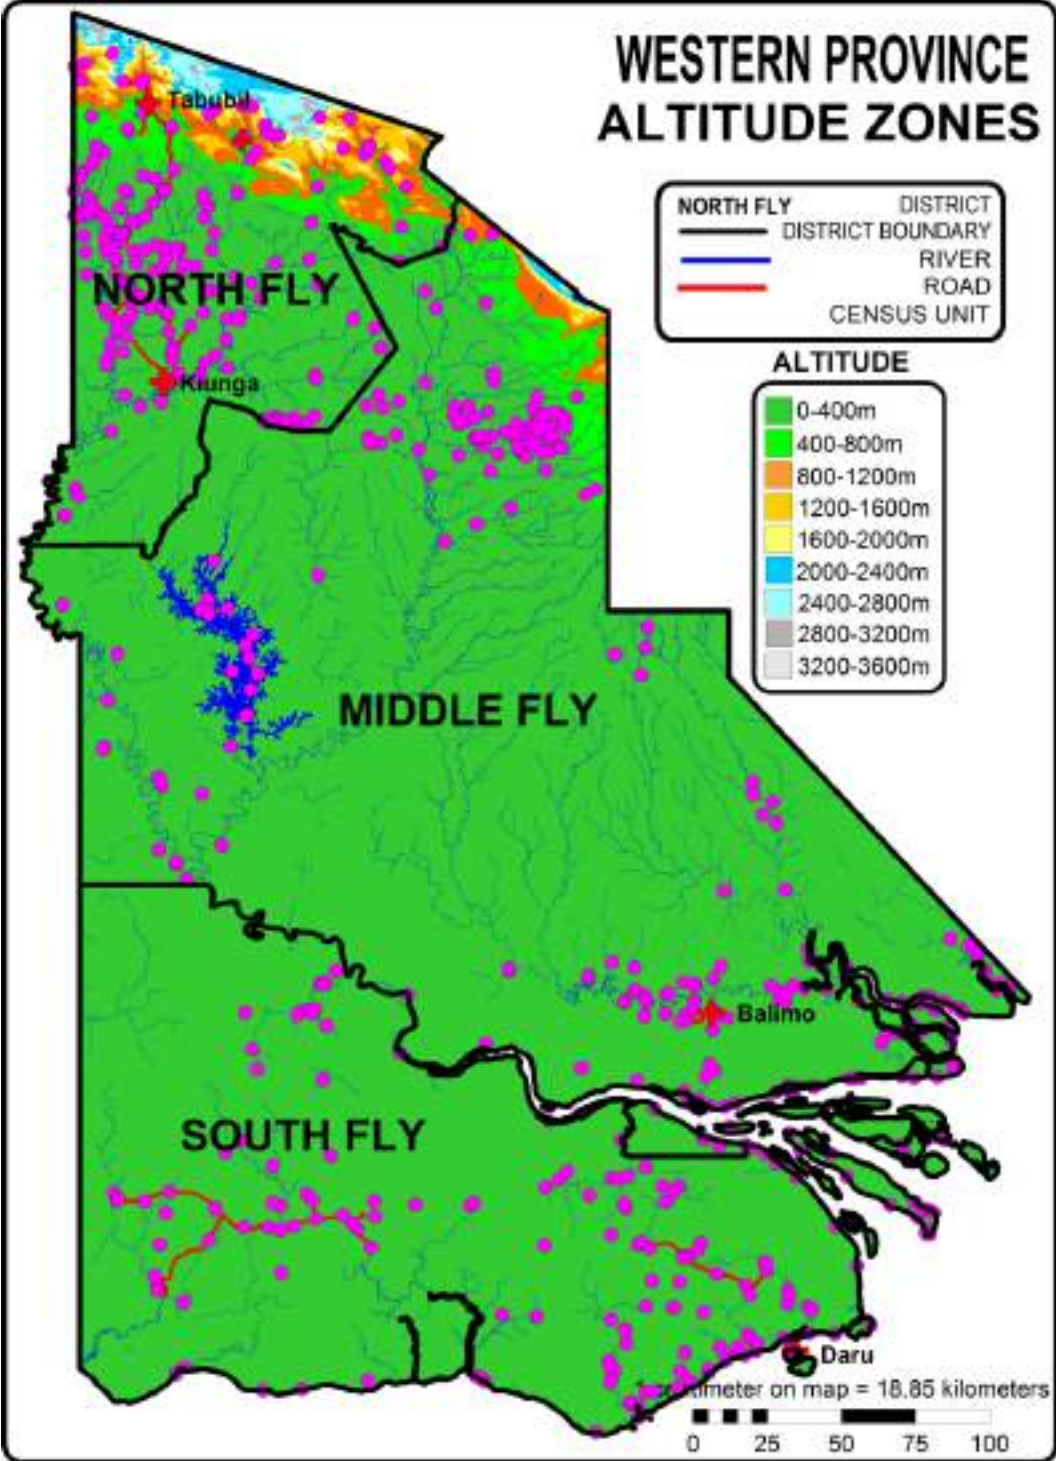 WESTERN PROVINCE
ALTITUDE ZONES
Tabubil
NORTH FLY DISTRICT
DISTRICT BOUNDARY
RIVER
ROAD
CENSUS UNIT
NORTH FLY
ALTITUDE
Kiunga
0-400m
400-800m
800-1200m
1200-1600m
1600-2000m
2000-2400m
2400-2800m
2800-3200m
3200-3600m
MIDDLE FLY
Balimo
SOUTH FLY
Daru
on map = 18.85 kilometers
0 25 50 75 100